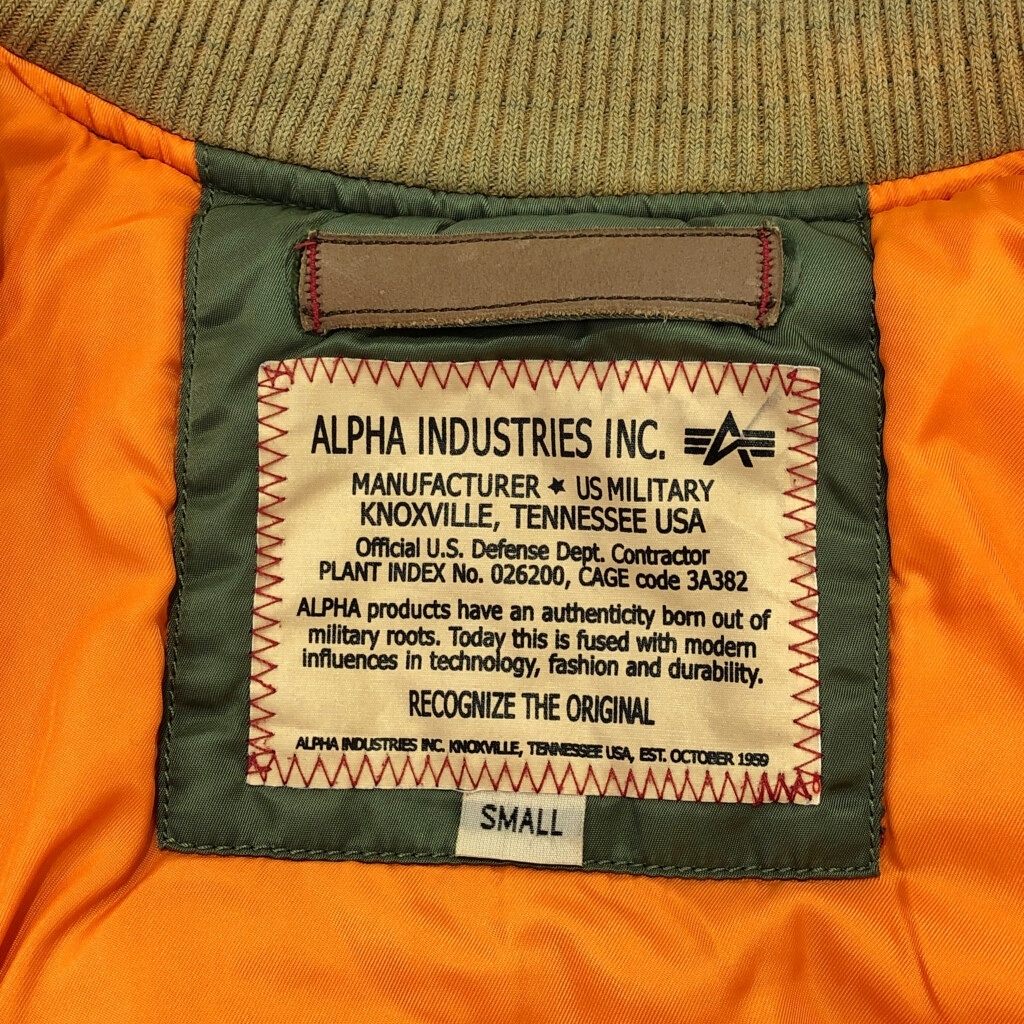 ALPHA INDUSTRIES INC.
MANUFACTURER ★ US MILITARY
KNOXVILLE, TENNESSEE USA
Official U.S. Defense Dept. Contractor
PLANT INDEX No. 026200, CAGE code 3A382
ALPHA products have an authenticity born out of
military roots. Today this is fused with modern
influences in technology, fashion and durability.
RECOGNIZE THE ORIGINAL
ALPHA INDUSTRIES INC. KNOXVILLE, TENNESSEE USA, EST. OCTOBER 1959
SMALL